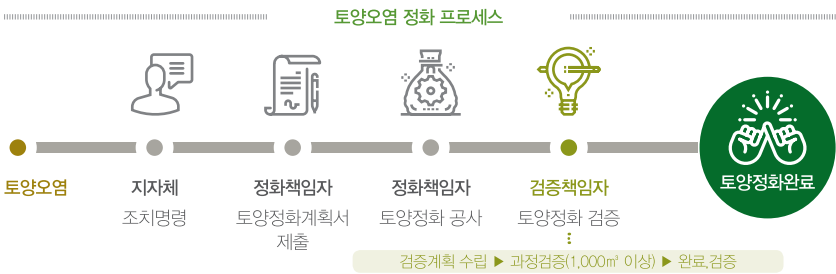 토양오염 정화 프로세스
토양오염
지자체
조치명령
정화책임자
토양정화계획서
제출
정화책임자
토양정화 공사
검증책임자
토양정화 검증
검증계획 수립 ▶ 과정검증(1,000㎥ 이상) ▶ 완료.검증
토양정화완료